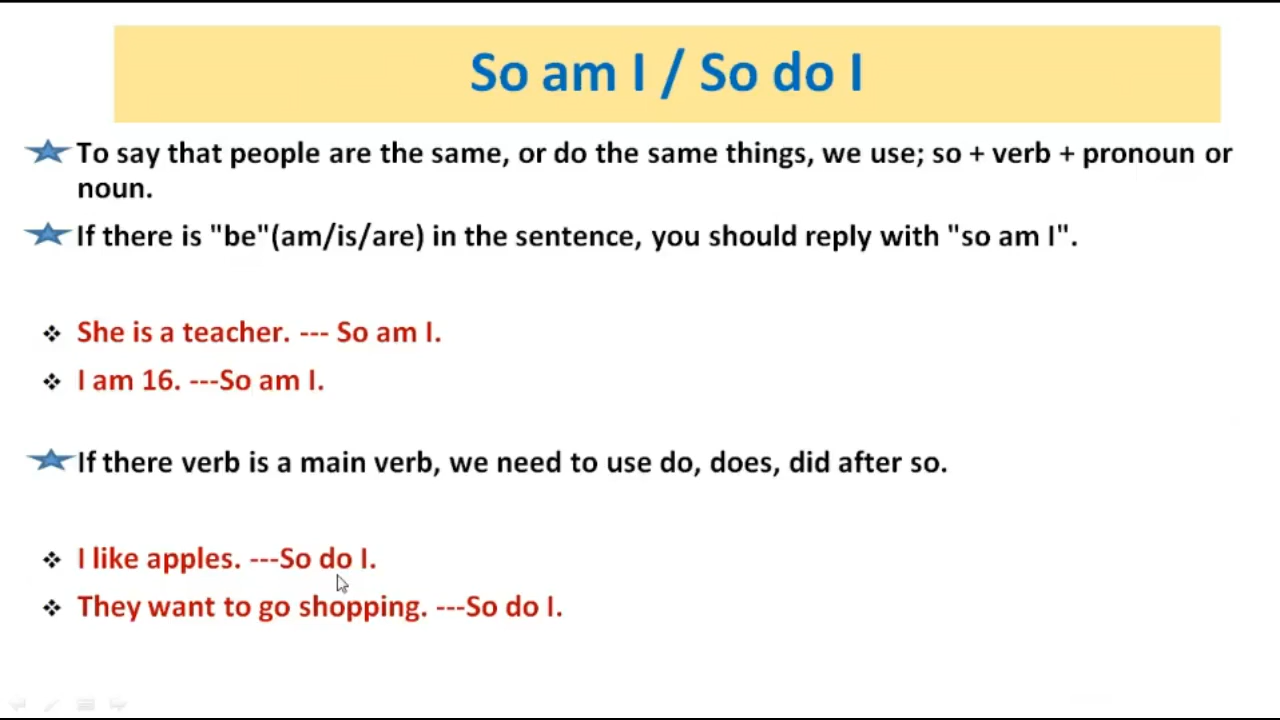 So am I / So do I
To say that people are the same, or do the same things, we use; so + verb + pronoun or
noun.
If there is "be"(am/is/are) in the sentence, you should reply with "so am I".
She is a teacher. --- So am I.
I am 16. ---So am I.
If there verb is a main verb, we need to use do, does, did after so.
I like apples. ---So do I.
They want to go shopping. ---So do I.